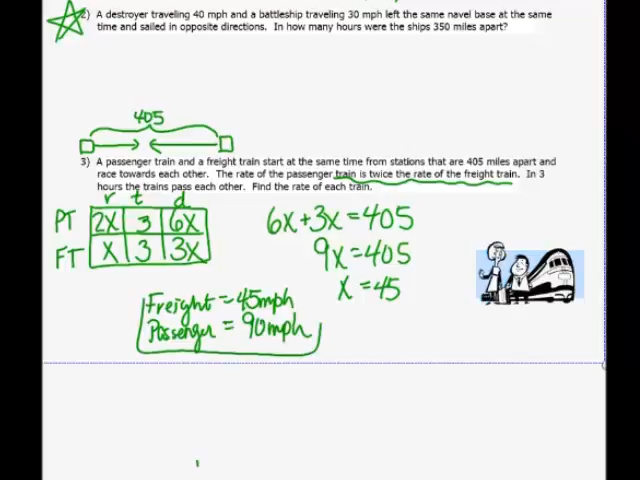 2) A destroyer traveling 40 mph and a battleship traveling 30 mph left the same navel base at the same
time and sailed in opposite directions. In how many hours were the ships 350 miles apart?
405
3) A passenger train and a freight train start at the same time from stations that are 405 miles apart and
race towards each other. The rate of the passenger train is twice the rate of the freight train. In 3
hours the trains pass each other. Find the rate of each train.
r t d
PT 2X 3 6X
FT X 3 3X
6X+3X=405
9X=405
X=45
Freight = 45mph
Passenger = 90mph